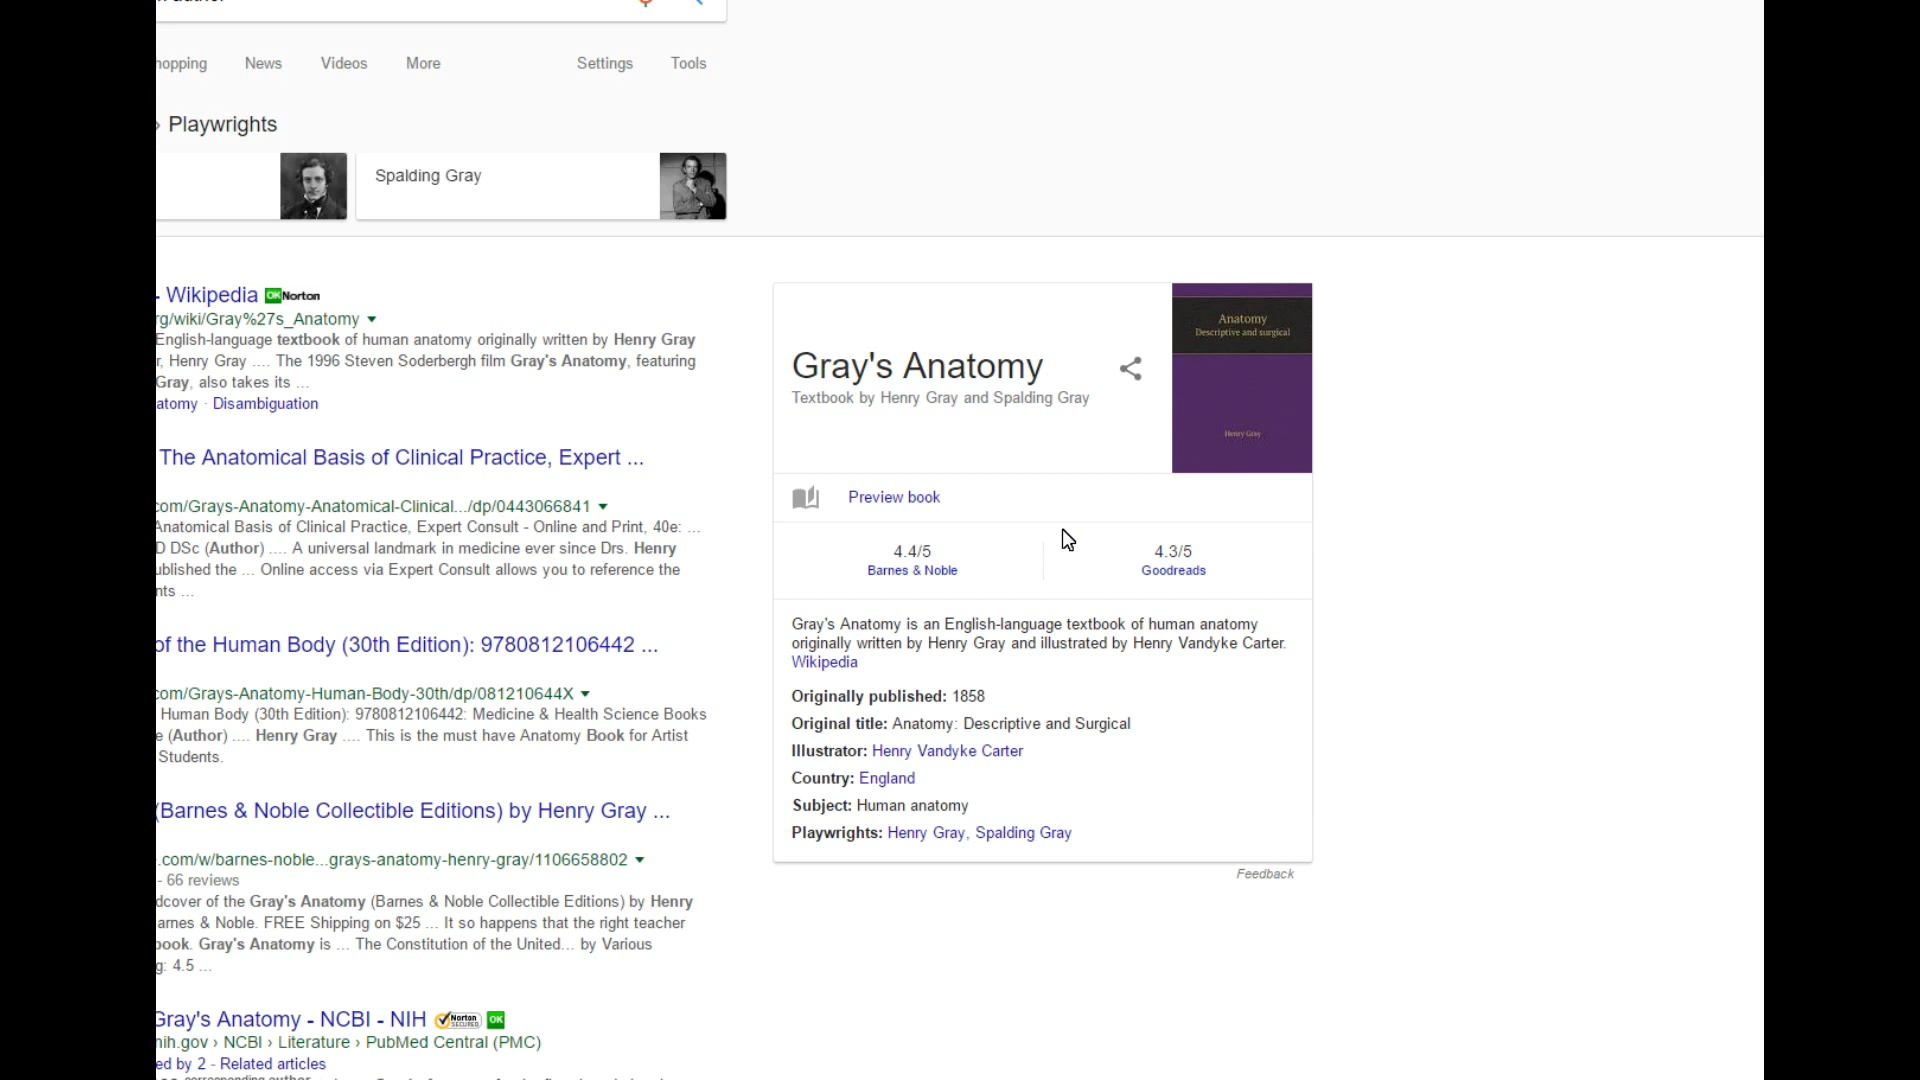 author
hopping News Videos More Settings Tools
› Playwrights
Spalding Gray
- Wikipedia OK Norton
rg/wiki/Gray%27s_Anatomy
English-language textbook of human anatomy originally written by Henry Gray
r, Henry Gray .... The 1996 Steven Soderbergh film Gray's Anatomy, featuring
Gray, also takes its ...
atomy · Disambiguation
The Anatomical Basis of Clinical Practice, Expert ...
com/Grays-Anatomy-Anatomical-Clinical.../dp/0443066841
Anatomical Basis of Clinical Practice, Expert Consult - Online and Print, 40e: ...
D DSc (Author) .... A universal landmark in medicine ever since Drs. Henry
ublished the ... Online access via Expert Consult allows you to reference the
nts ...
of the Human Body (30th Edition): 9780812106442 ...
com/Grays-Anatomy-Human-Body-30th/dp/081210644X
Human Body (30th Edition): 9780812106442: Medicine & Health Science Books
e (Author) .... Henry Gray .... This is the must have Anatomy Book for Artist
Students.
(Barnes & Noble Collectible Editions) by Henry Gray ...
.com/w/barnes-noble...grays-anatomy-henry-gray/1106658802
- 66 reviews
dcover of the Gray's Anatomy (Barnes & Noble Collectible Editions) by Henry
arnes & Noble. FREE Shipping on $25 ... It so happens that the right teacher
book. Gray's Anatomy is ... The Constitution of the United... by Various
g: 4.5 ...
Gray's Anatomy - NCBI - NIH Norton SECURED OK
nih.gov › NCBI › Literature › PubMed Central (PMC)
ed by 2 - Related articles
corresponding author
Gray's Anatomy
Textbook by Henry Gray and Spalding Gray
Anatomy
Descriptive and surgical
Henry Gray
Preview book
4.4/5
Barnes & Noble
4.3/5
Goodreads
Gray's Anatomy is an English-language textbook of human anatomy
originally written by Henry Gray and illustrated by Henry Vandyke Carter.
Wikipedia
Originally published: 1858
Original title: Anatomy: Descriptive and Surgical
Illustrator: Henry Vandyke Carter
Country: England
Subject: Human anatomy
Playwrights: Henry Gray, Spalding Gray
Feedback